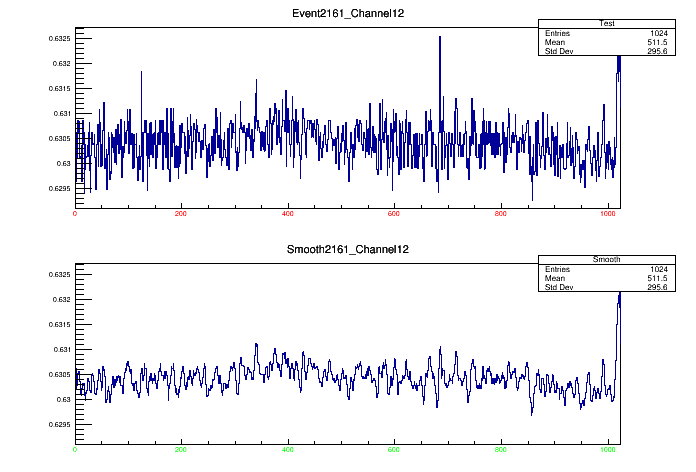 Event2161_Channel12
Test
Entries 1024
Mean 511.5
Std Dev 295.6
0.6325
0.632
0.6315
0.631
0.6305
0.63
0.6295
0 200 400 600 800 1000
Smooth2161_Channel12
Smooth
Entries 1024
Mean 511.5
Std Dev 295.6
0.6325
0.632
0.6315
0.631
0.6305
0.63
0.6295
0 200 400 600 800 1000